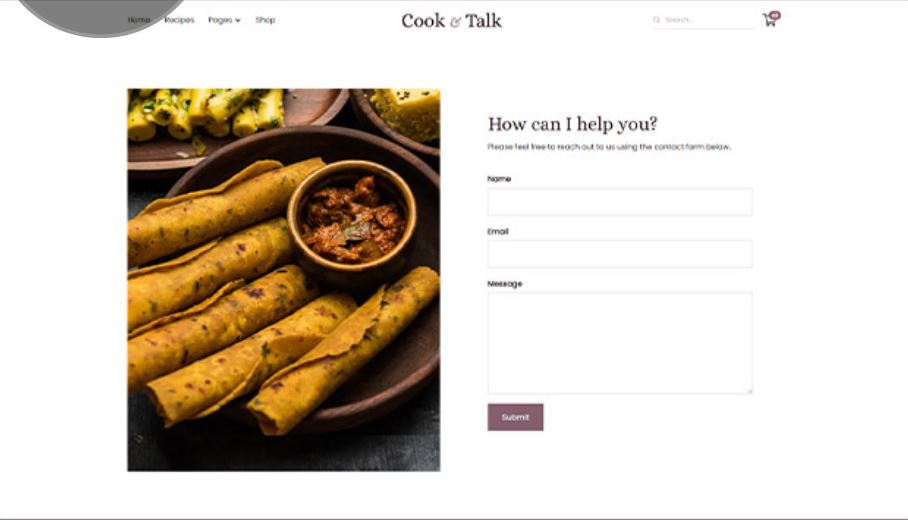 Home Recipes Pages Shop
Cook & Talk
Search...
How can I help you?
Please feel free to reach out to us using the contact form below.
Name
Email
Message
Submit